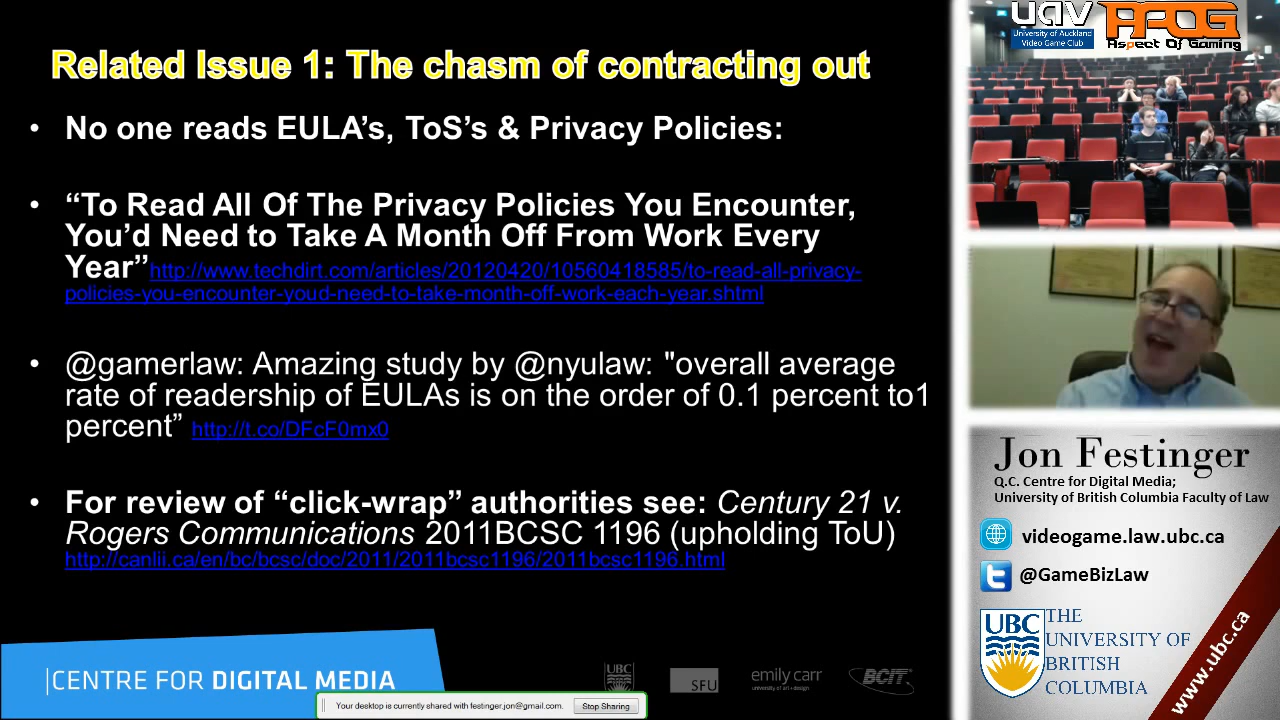 Related Issue 1: The chasm of contracting out
• No one reads EULA’s, ToS’s & Privacy Policies:
• “To Read All Of The Privacy Policies You Encounter,
You’d Need to Take A Month Off From Work Every
Year”http://www.techdirt.com/articles/20120420/10560418585/to-read-all-privacy-
policies-you-encounter-youd-need-to-take-month-off-work-each-year.shtml
• @gamerlaw: Amazing study by @nyulaw: "overall average
rate of readership of EULAs is on the order of 0.1 percent to1
percent” http://t.co/DFcF0mx0
• For review of “click-wrap” authorities see: Century 21 v.
Rogers Communications 2011BCSC 1196 (upholding ToU)
http://canlii.ca/en/bc/bcsc/doc/2011/2011bcsc1196/2011bcsc1196.html
CENTRE FOR DIGITAL MEDIA
UBC
SFU
emily carr
university of art + design
BCIT
Your desktop is currently shared with festinger.jon@gmail.com.
Stop Sharing
University of Auckland
Video Game Club
Aspect Of Gaming
Jon Festinger
Q.C. Centre for Digital Media;
University of British Columbia Faculty of Law
videogame.law.ubc.ca
@GameBizLaw
UBC
THE
UNIVERSITY OF
BRITISH
COLUMBIA
www.ubc.ca